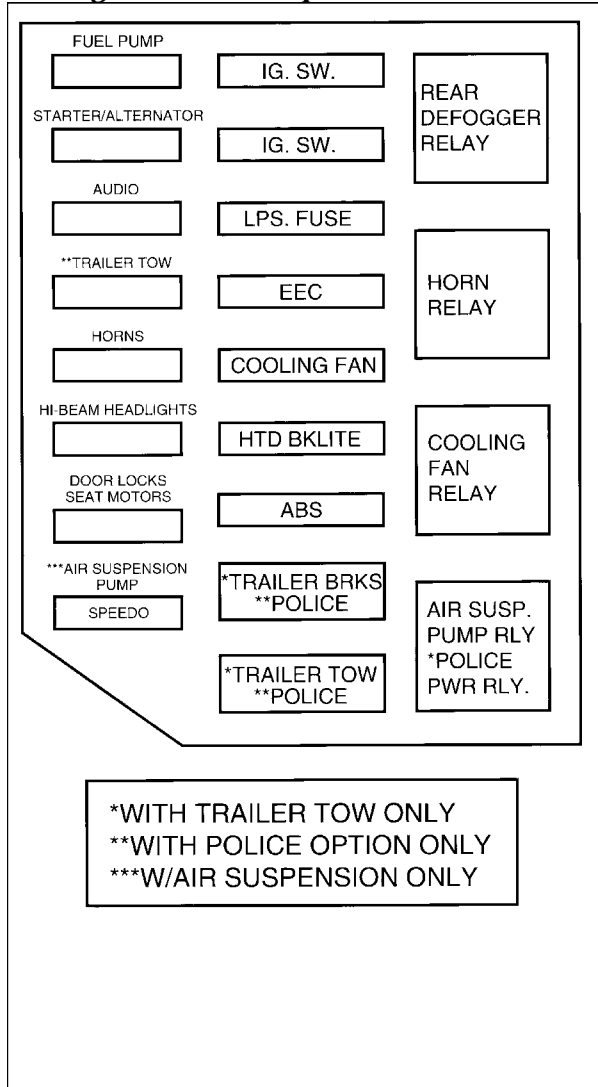 FUEL PUMP
STARTER/ALTERNATOR
AUDIO
**TRAILER TOW
HORNS
HI-BEAM HEADLIGHTS
DOOR LOCKS
SEAT MOTORS
***AIR SUSPENSION
PUMP
SPEEDO
IG. SW.
IG. SW.
LPS. FUSE
EEC
COOLING FAN
HTD BKLITE
ABS
*TRAILER BRKS
**POLICE
*TRAILER TOW
**POLICE
REAR
DEFOGGER
RELAY
HORN
RELAY
COOLING
FAN
RELAY
AIR SUSP.
PUMP RLY
*POLICE
PWR RLY.
*WITH TRAILER TOW ONLY
**WITH POLICE OPTION ONLY
***W/AIR SUSPENSION ONLY